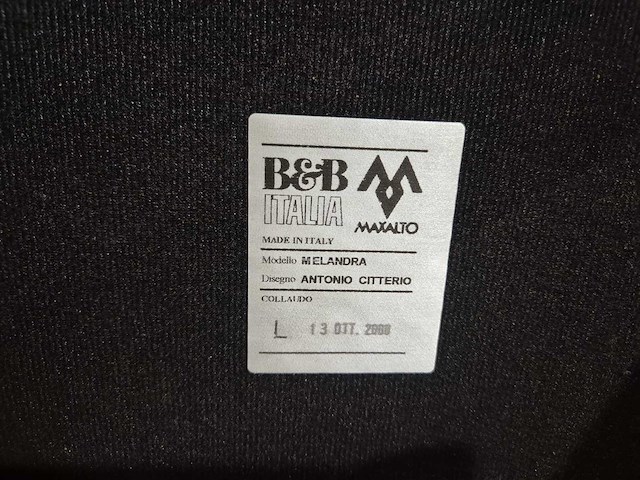 B&B
ITALIA
MAXALTO
MADE IN ITALY
Modello MELANDRA
Disegno ANTONIO CITTERIO
COLLAUDO
L 13 OTT. 2008